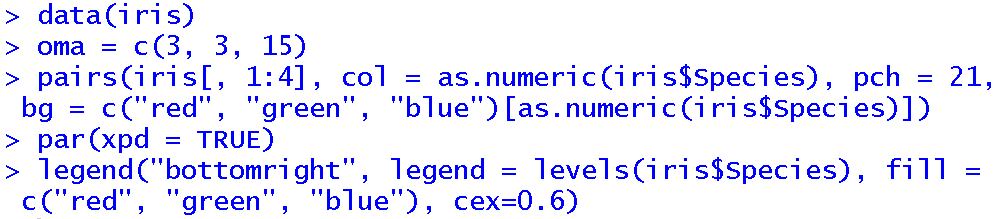 > data(iris)
> oma = c(3, 3, 15)
> pairs(iris[, 1:4], col = as.numeric(iris$Species), pch = 21,
bg = c("red", "green", "blue")[as.numeric(iris$Species)])
> par(xpd = TRUE)
> legend("bottomright", legend = levels(iris$Species), fill =
c("red", "green", "blue"), cex=0.6)